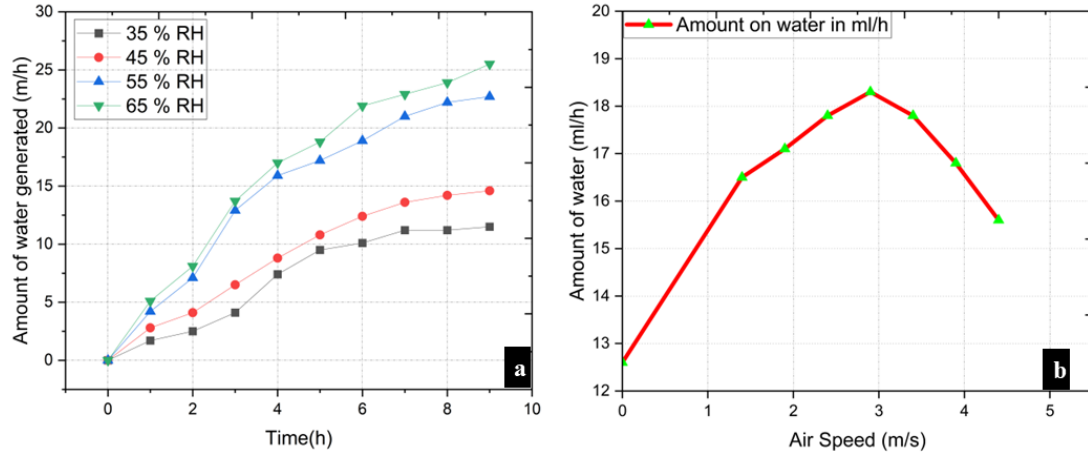 Amount of water generated (m/h)
30
25
20
15
10
5
0
35 % RH
45 % RH
55 % RH
65 % RH
a
0
2
4
6
8
10
Time(h)
Amount of water (ml/h)
20
19
18
17
16
15
14
13
12
Amount on water in ml/h
b
0
1
2
3
4
5
Air Speed (m/s)